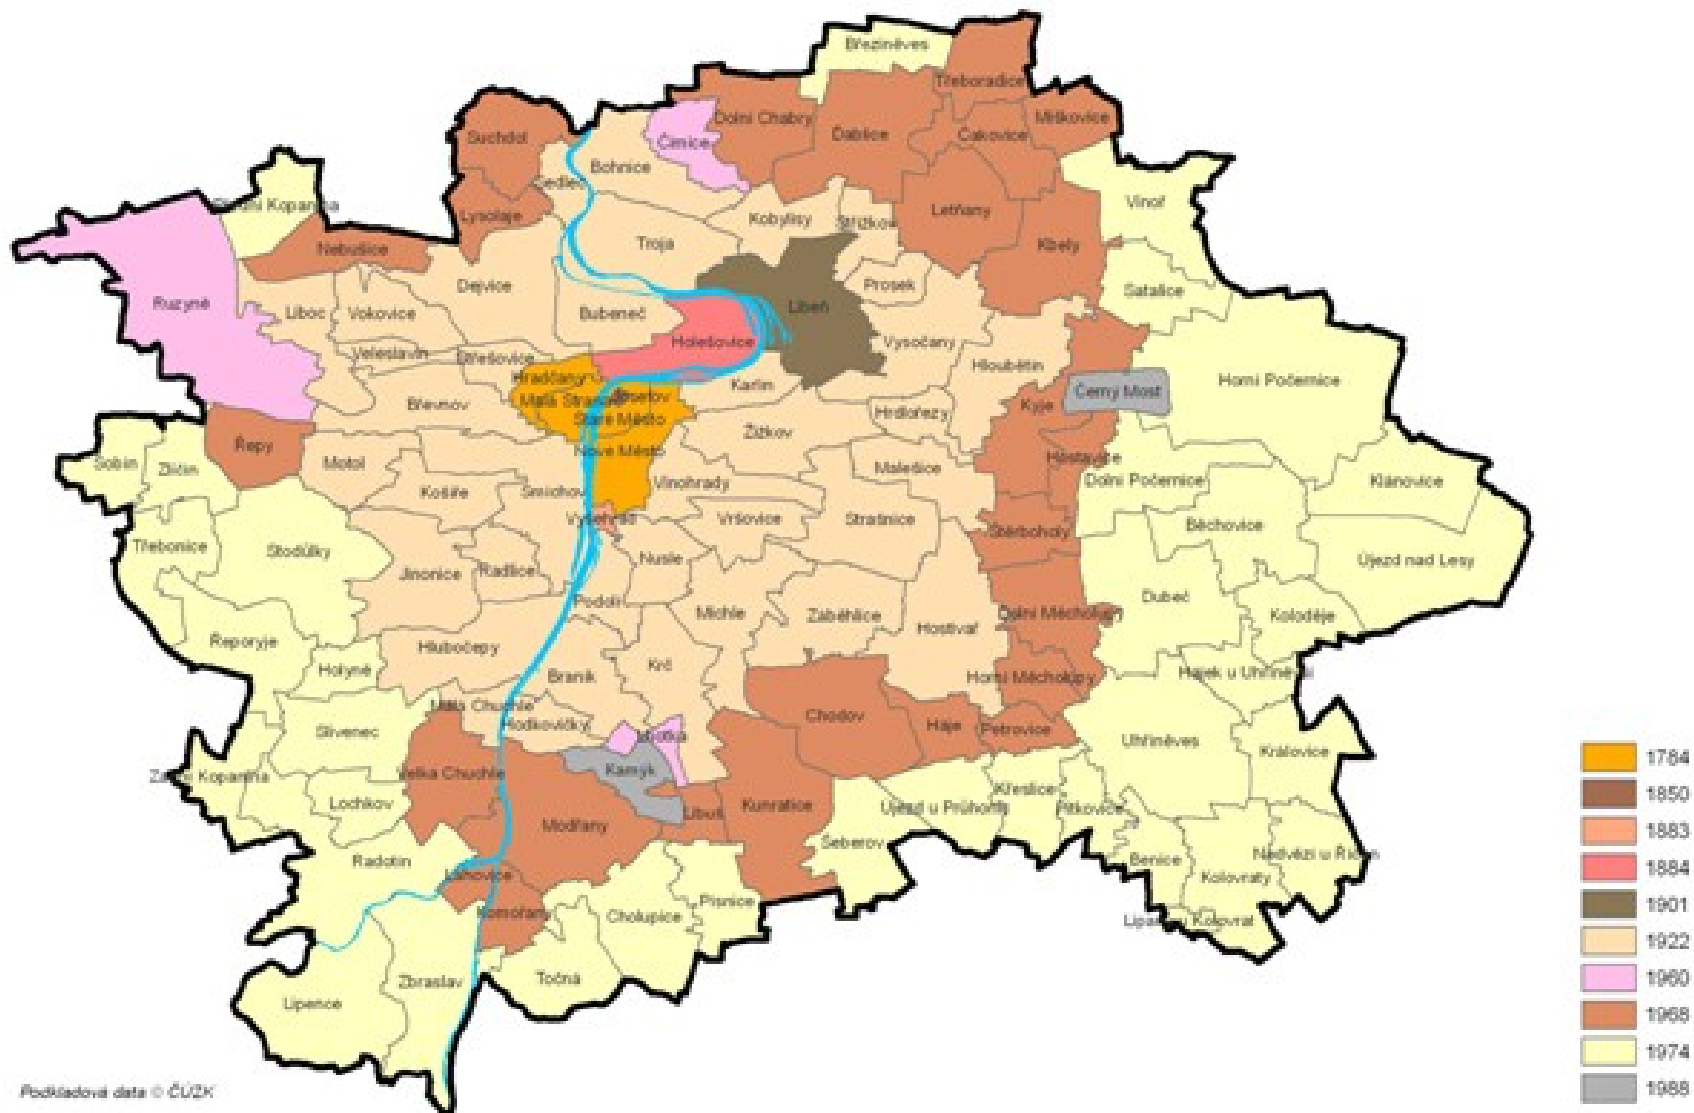 Březiněves
Třeboradice
Miškovice
Dolní Chabry
Ďáblice
Čakovice
Suchdol
Čimice
Bohnice
Sedlec
Vinoř
Lysolaje
Kobylisy
Střížkov
Letňany
Troja
Kbely
Nebušice
Ruzyně
Liboc
Vokovice
Dejvice
Bubeneč
Prosek
Satalice
Libeň
Holešovice
Vysočany
Veleslavín
Střešovice
Hloubětín
Horní Počernice
Hradčany
Karlín
Černý Most
Malá Strana
Josefov
Břevnov
Kyje
Hrdlořezy
Staré Město
Žižkov
Řepy
Nové Město
Hostavice
Sobín
Zličín
Motol
Malešice
Košíře
Smíchov
Vinohrady
Dolní Počernice
Klánovice
Vyšehrad
Vršovice
Strašnice
Štěrboholy
Běchovice
Třebonice
Stodůlky
Jinonice
Radlice
Nusle
Újezd nad Lesy
Podolí
Michle
Záběhlice
Dolní Měcholupy
Dubeč
Koloděje
Hostivař
Řeporyje
Hlubočepy
Holyně
Krč
Braník
Horní Měcholupy
Hájek u Uhříněvsi
Malá Chuchle
Hodkovičky
Chodov
Háje
Petrovice
Slivenec
Lhotka
Uhříněves
Královice
Zadní Kopanina
Velká Chuchle
Kamýk
Lochkov
Libuš
Kunratice
Újezd u Průhonic
Křeslice
Pitkovice
Modřany
Šeberov
Radotín
Benice
Nedvězí u Říčan
Lahovice
Kolovraty
Komořany
Cholupice
Písnice
Zbraslav
Točná
Lipence
1784
1850
1883
1884
1901
1922
1960
1968
1974
1988
Podkladová data © ČÚZK